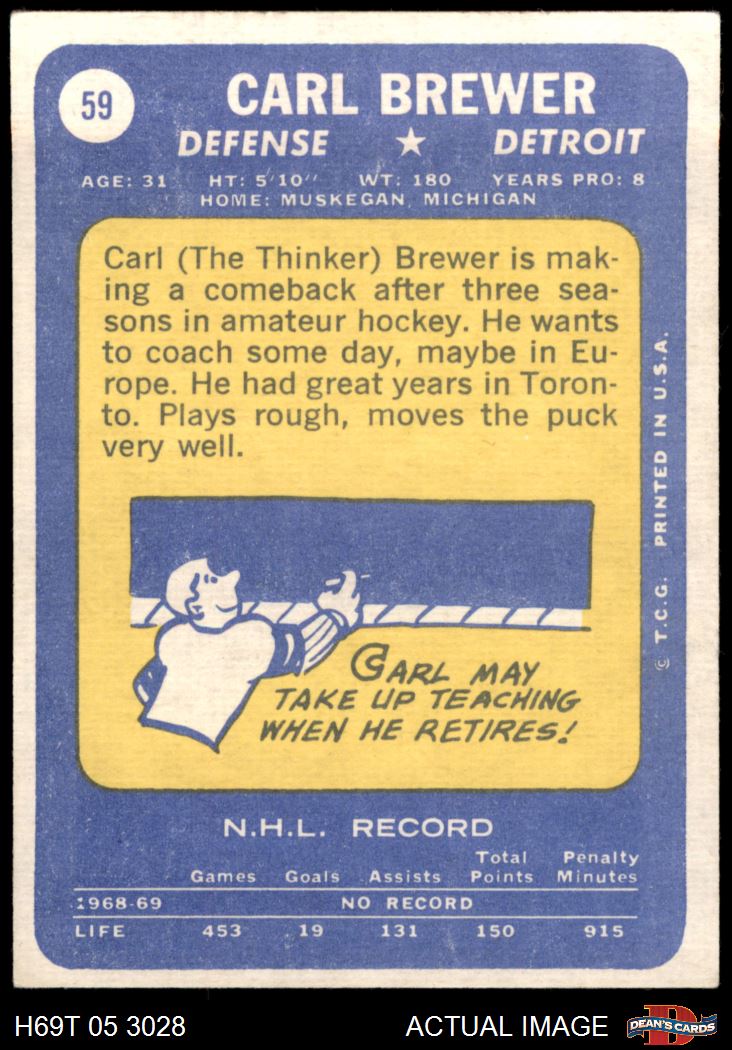 59
CARL BREWER
DEFENSE ★ DETROIT
AGE: 31 HT: 5'10'' WT: 180 YEARS PRO: 8
HOME: MUSKEGAN, MICHIGAN
Carl (The Thinker) Brewer is mak-
ing a comeback after three sea-
sons in amateur hockey. He wants
to coach some day, maybe in Eu-
rope. He had great years in Toron-
to. Plays rough, moves the puck
very well.
CARL MAY
TAKE UP TEACHING
WHEN HE RETIRES!
© T.C.G. PRINTED IN U.S.A.
N.H.L. RECORD
Games Goals Assists Total Points Penalty Minutes
1968-69 NO RECORD
LIFE 453 19 131 150 915
H69T 05 3028 ACTUAL IMAGE DEAN'S CARDS